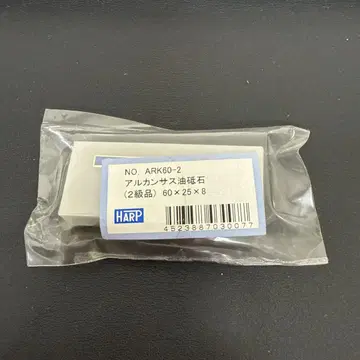 NO. ARK60-2
アルカンサス油砥石
(2級品) 60×25×8
HARP
4523887030077